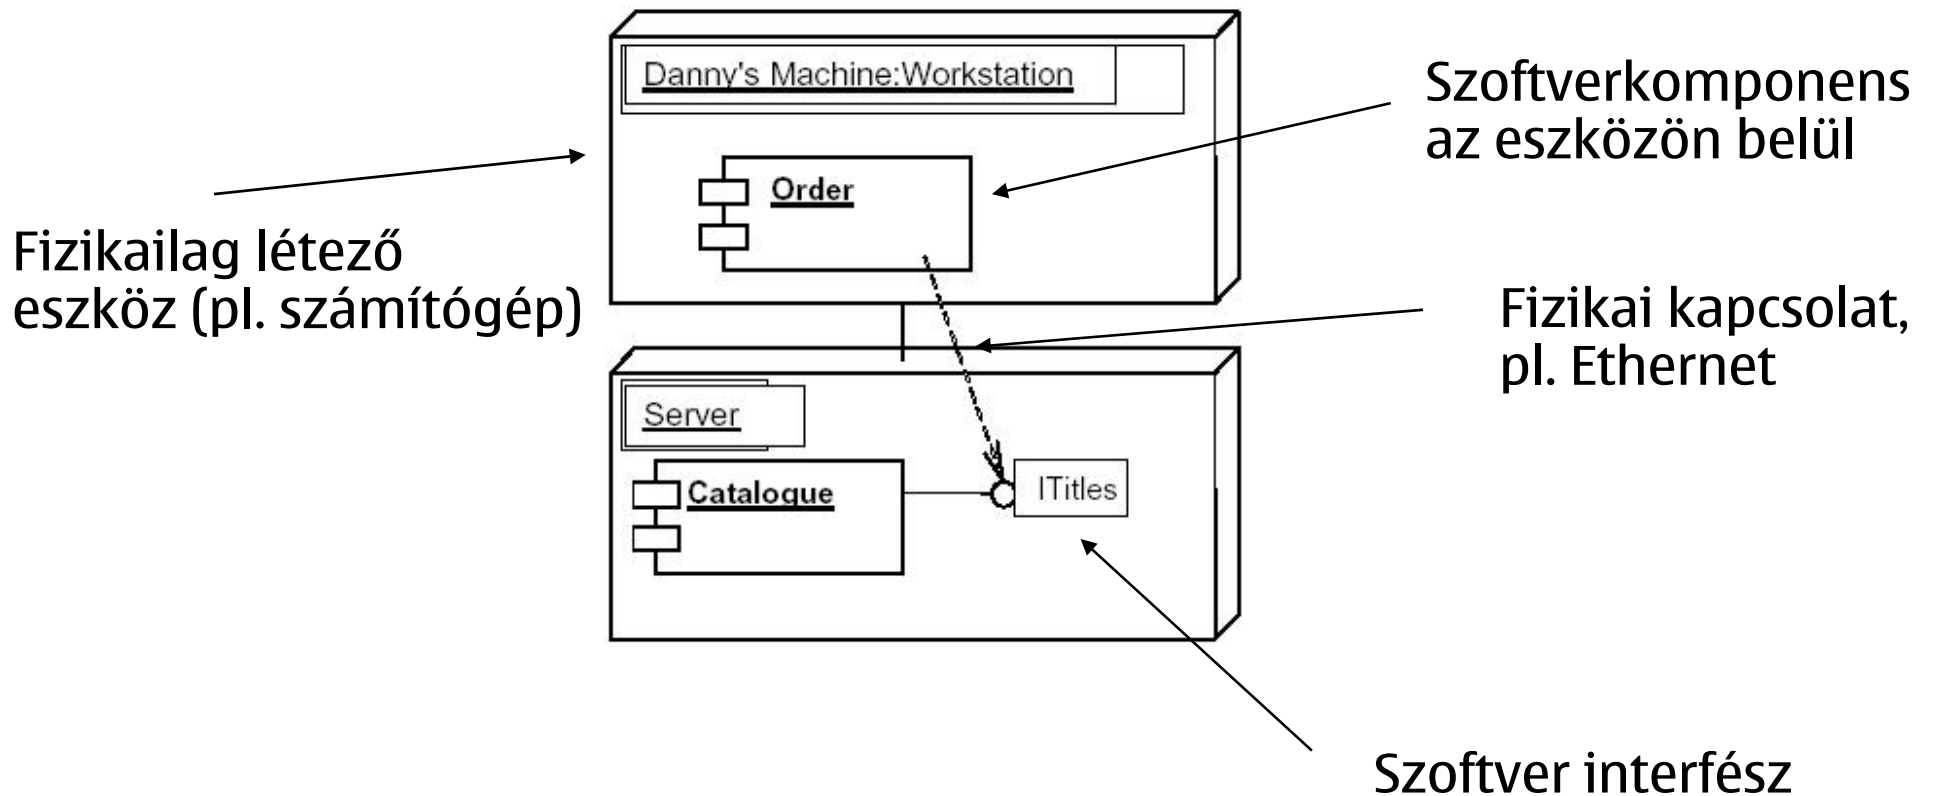 Danny's Machine:Workstation
Szoftverkomponens
az eszközön belül
Order
Fizikailag létező
eszköz (pl. számítógép)
Fizikai kapcsolat,
pl. Ethernet
Server
Catalogue
ITitles
Szoftver interfész